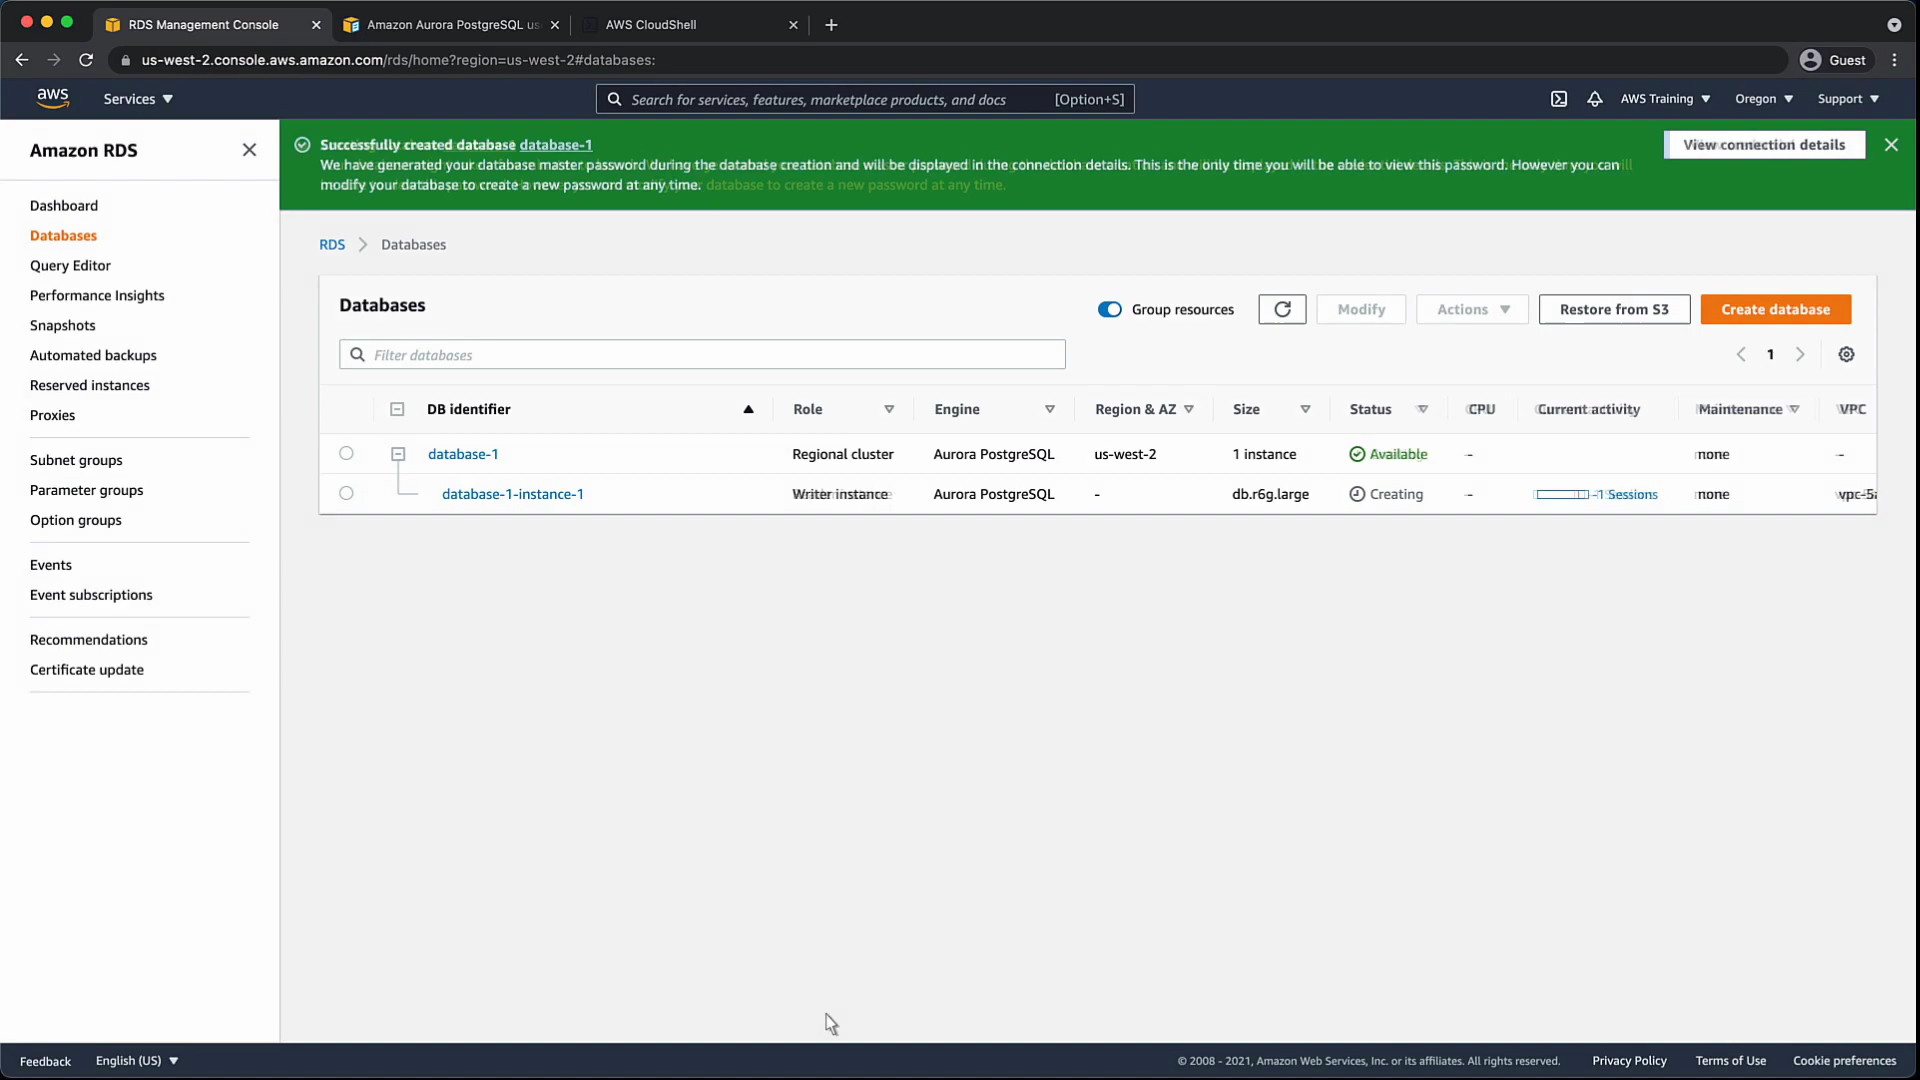 RDS Management Console
Amazon Aurora PostgreSQL us
AWS CloudShell
us-west-2.console.aws.amazon.com/rds/home?region=us-west-2#databases:
Guest
aws
Services
Search for services, features, marketplace products, and docs [Option+S]
AWS Training
Oregon
Support
Amazon RDS
Dashboard
Databases
Query Editor
Performance Insights
Snapshots
Automated backups
Reserved instances
Proxies
Subnet groups
Parameter groups
Option groups
Events
Event subscriptions
Recommendations
Certificate update
Successfully created database database-1
We have generated your database master password during the database creation and will be displayed in the connection details. This is the only time you will be able to view this password. However you can
modify your database to create a new password at any time.
View connection details
RDS > Databases
Databases
Group resources
Modify
Actions
Restore from S3
Create database
Filter databases
1
DB identifier Role Engine Region & AZ Size Status CPU Current activity Maintenance VPC
database-1 Regional cluster Aurora PostgreSQL us-west-2 1 instance Available - none -
database-1-instance-1 Writer instance Aurora PostgreSQL - db.r6g.large Creating - Sessions none vpc-5a
Feedback
English (US)
© 2008 - 2021, Amazon Web Services, Inc. or its affiliates. All rights reserved.
Privacy Policy
Terms of Use
Cookie preferences